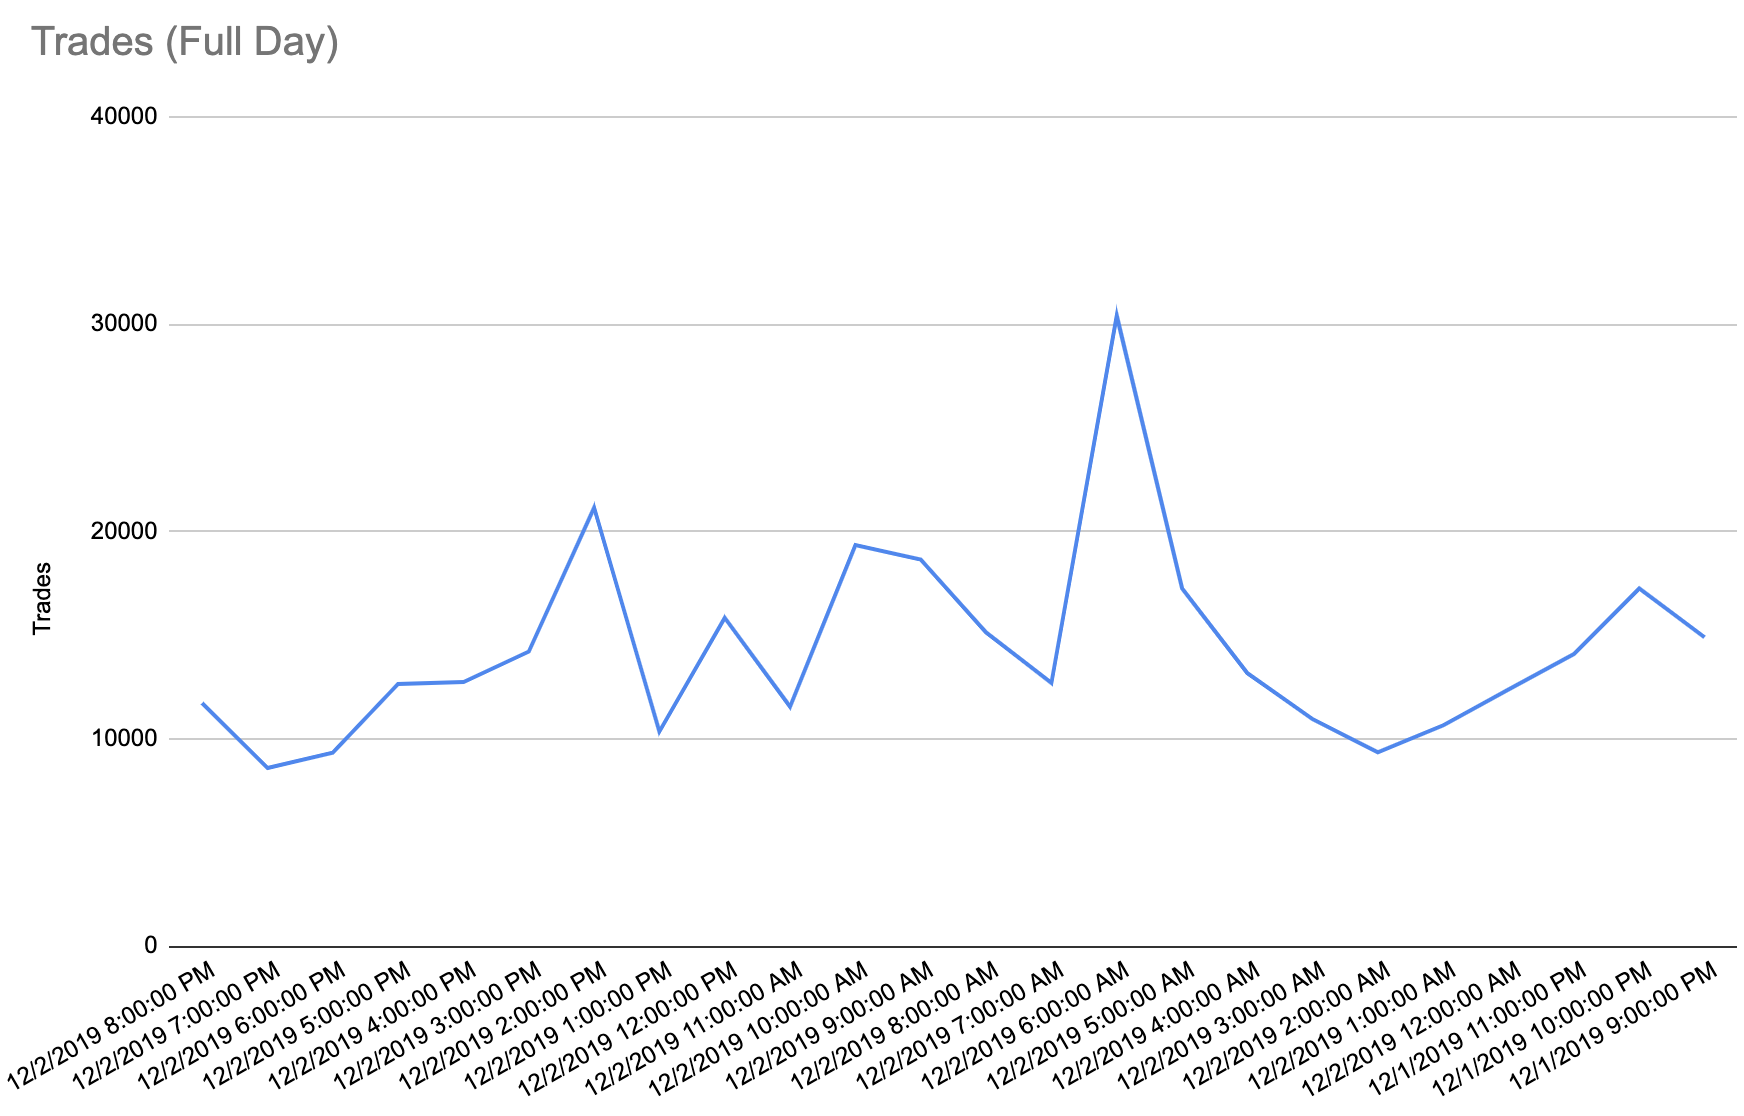 Trades (Full Day)
40000
30000
20000
10000
0
Trades
12/2/2019 8:00:00 PM
12/2/2019 7:00:00 PM
12/2/2019 6:00:00 PM
12/2/2019 5:00:00 PM
12/2/2019 4:00:00 PM
12/2/2019 3:00:00 PM
12/2/2019 2:00:00 PM
12/2/2019 1:00:00 PM
12/2/2019 12:00:00 PM
12/2/2019 11:00:00 AM
12/2/2019 10:00:00 AM
12/2/2019 9:00:00 AM
12/2/2019 8:00:00 AM
12/2/2019 7:00:00 AM
12/2/2019 6:00:00 AM
12/2/2019 5:00:00 AM
12/2/2019 4:00:00 AM
12/2/2019 3:00:00 AM
12/2/2019 2:00:00 AM
12/2/2019 1:00:00 AM
12/2/2019 12:00:00 AM
12/1/2019 11:00:00 PM
12/1/2019 10:00:00 PM
12/1/2019 9:00:00 PM